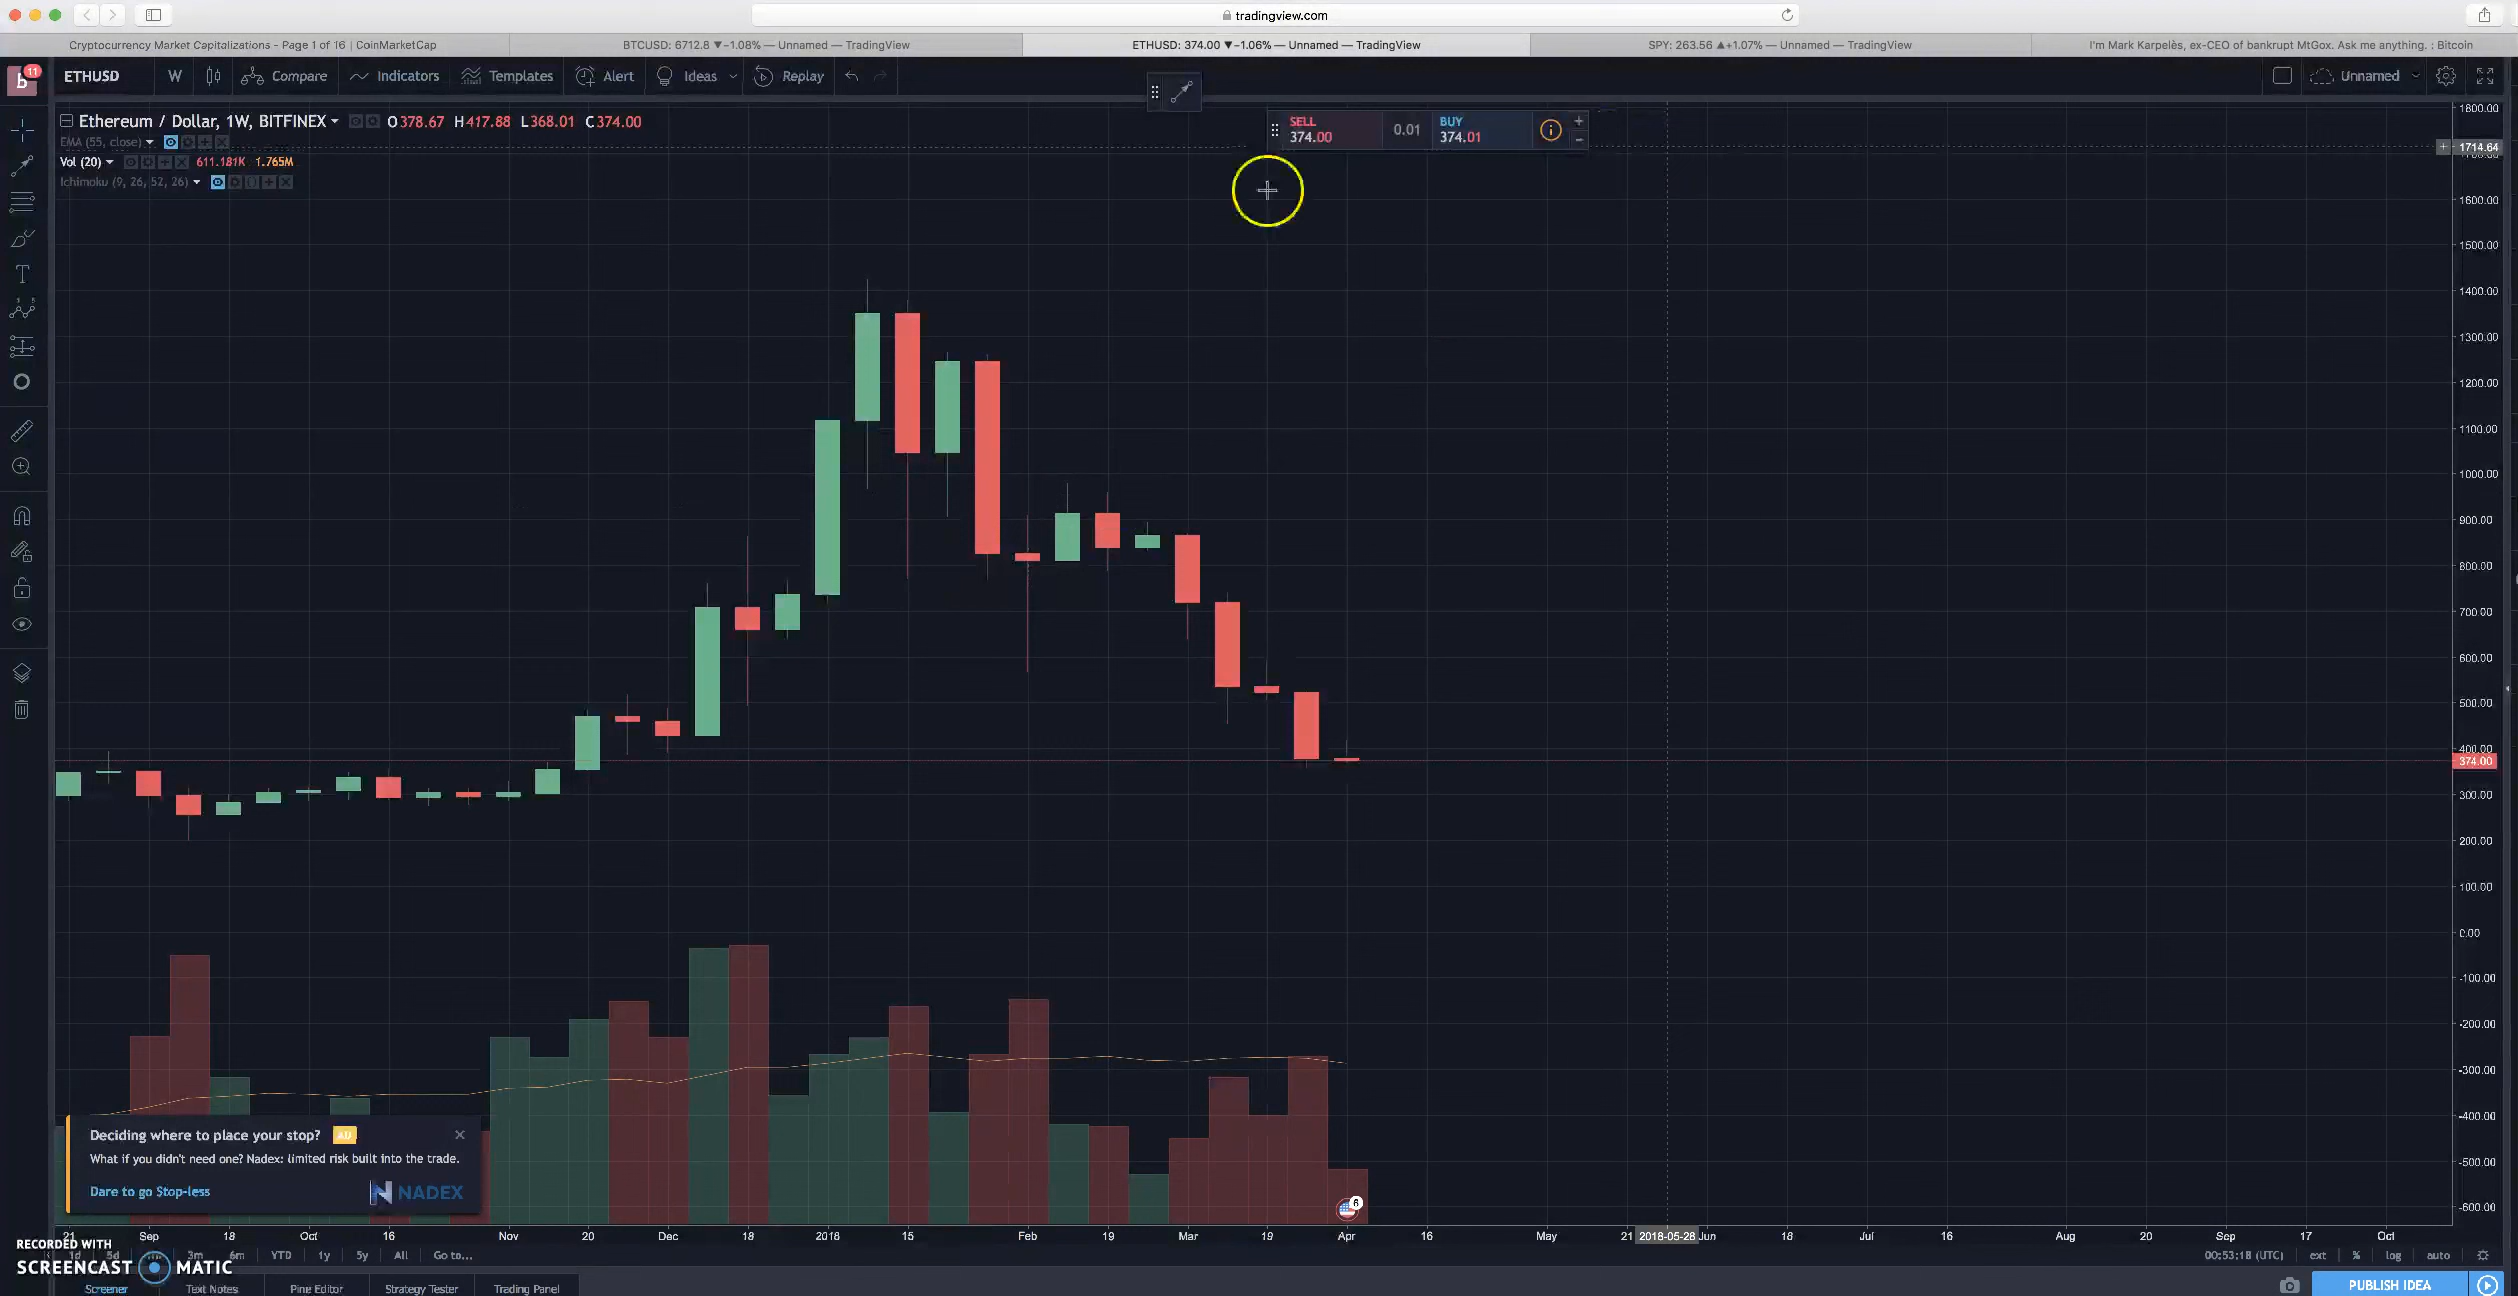 tradingview.com
Cryptocurrency Market Capitalizations - Page 1 of 16 | CoinMarketCap
BTCUSD: 6712.8 ▼−1.08% — Unnamed — TradingView
ETHUSD: 374.00 ▼−1.06% — Unnamed — TradingView
SPY: 263.56 ▲+1.07% — Unnamed — TradingView
I'm Mark Karpelès, ex-CEO of bankrupt MtGox. Ask me anything. : Bitcoin
b 11
ETHUSD W Compare Indicators Templates Alert Ideas Replay
Unnamed
Ethereum / Dollar, 1W, BITFINEX O378.67 H417.88 L368.01 C374.00
EMA (55, close)
Vol (20) 611.181K 1.765M
Ichimoku (9, 26, 52, 26)
SELL
374.00
0.01
BUY
374.01
1800.00
1714.64
1600.00
1500.00
1400.00
1300.00
1200.00
1100.00
1000.00
900.00
800.00
700.00
600.00
500.00
400.00
374.00
300.00
200.00
100.00
0.00
-100.00
-200.00
-300.00
-400.00
-500.00
-600.00
Deciding where to place your stop? AD
What if you didn't need one? Nadex: limited risk built into the trade.
Dare to go Stop-less
NADEX
6
21 Sep 18 Oct 16 Nov 20 Dec 18 2018 15 Feb 19 Mar 19 Apr 16 May 21 2018-05-28 Jun 18 Jul 16 Aug 20 Sep 17 Oct
RECORDED WITH
SCREENCAST MATIC
1d 5d 3m 6m YTD 1y 5y All Go to...
00:53:18 (UTC) ext % log auto
Screener Text Notes Pine Editor Strategy Tester Trading Panel
PUBLISH IDEA